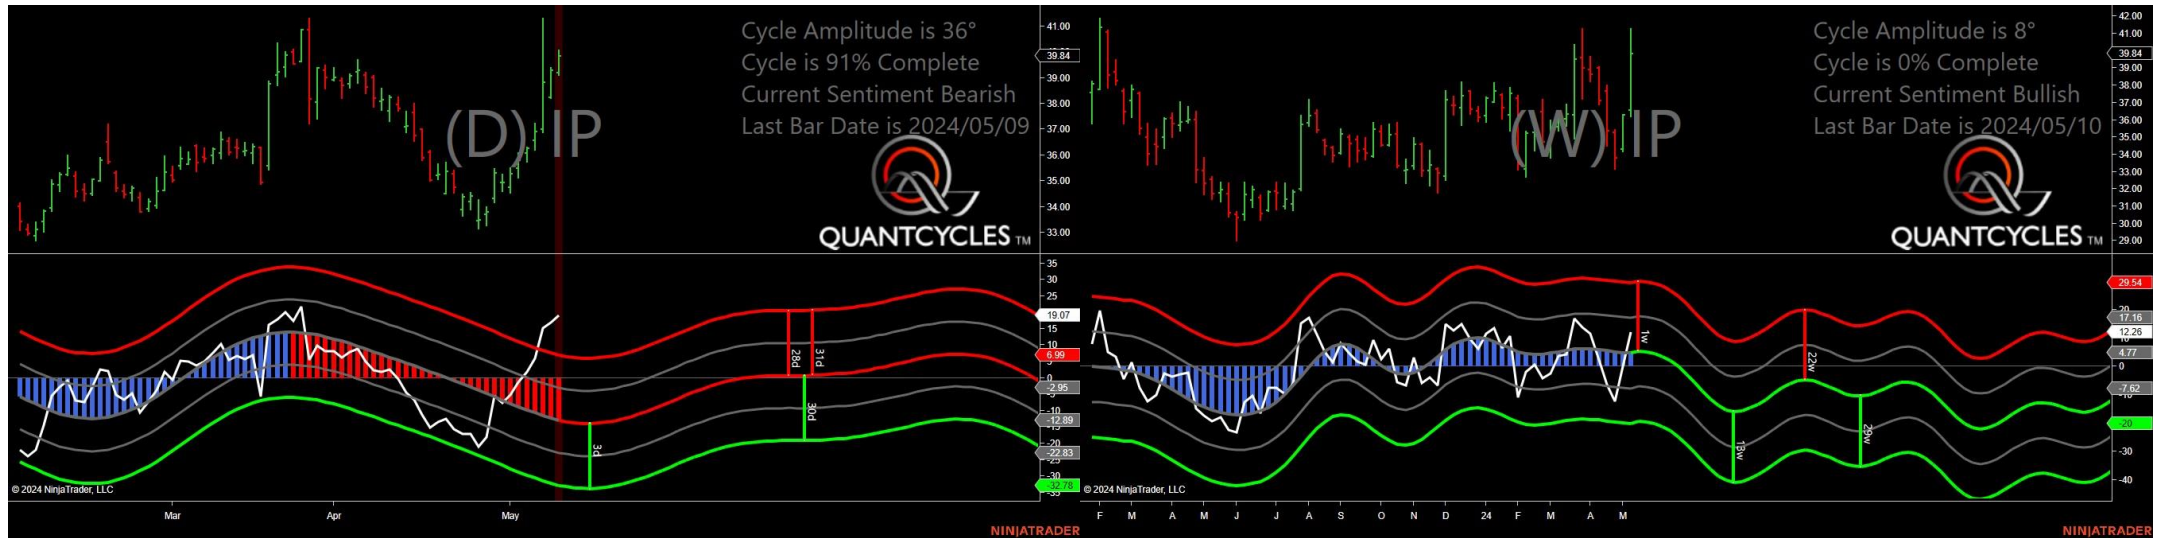 Cycle Amplitude is 36°
Cycle is 91% Complete
Current Sentiment Bearish
Last Bar Date is 2024/05/09
(D) IP
QUANTCYCLES TM
41.00
39.84
39.00
38.00
37.00
36.00
35.00
34.00
33.00
35
30
25
19.07
15
10
6.99
0
-2.95
-10
-12.89
-20
-22.83
-30
-32.78
-35
28d
31d
30d
3d
© 2024 NinjaTrader, LLC
Mar
Apr
May
NINJATRADER
Cycle Amplitude is 8°
Cycle is 0% Complete
Current Sentiment Bullish
Last Bar Date is 2024/05/10
(W) IP
QUANTCYCLES TM
42.00
41.00
39.84
39.00
38.00
37.00
36.00
35.00
34.00
33.00
32.00
31.00
30.00
29.00
29.54
17.16
12.26
4.77
0
-7.62
-20
-30
-40
1w
22w
18w
29w
© 2024 NinjaTrader, LLC
F M A M J J A S O N D 24 F M A M
NINJATRADER